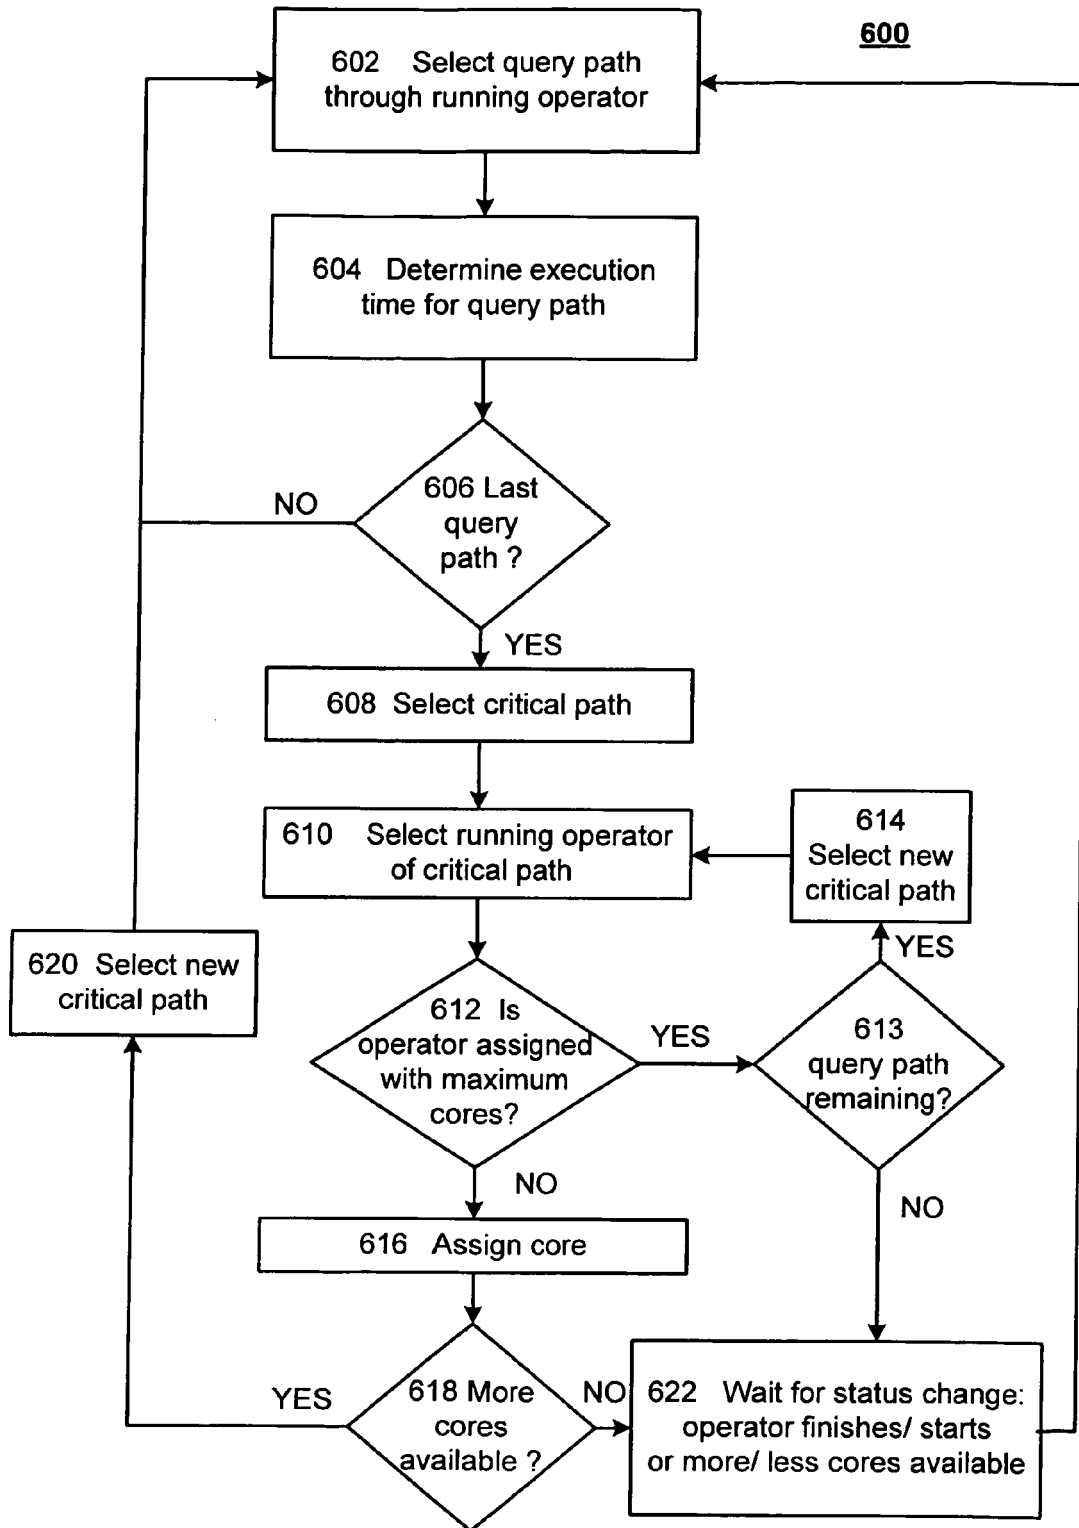 600
602 Select query path
through running operator
604 Determine execution
time for query path
606 Last
query
path ?
NO
YES
608 Select critical path
610 Select running operator
of critical path
614
Select new
critical path
YES
620 Select new
critical path
612 Is
operator assigned
with maximum
cores?
YES
613
query path
remaining?
NO
NO
616 Assign core
618 More
cores
available ?
YES
NO
622 Wait for status change:
operator finishes/ starts
or more/ less cores available